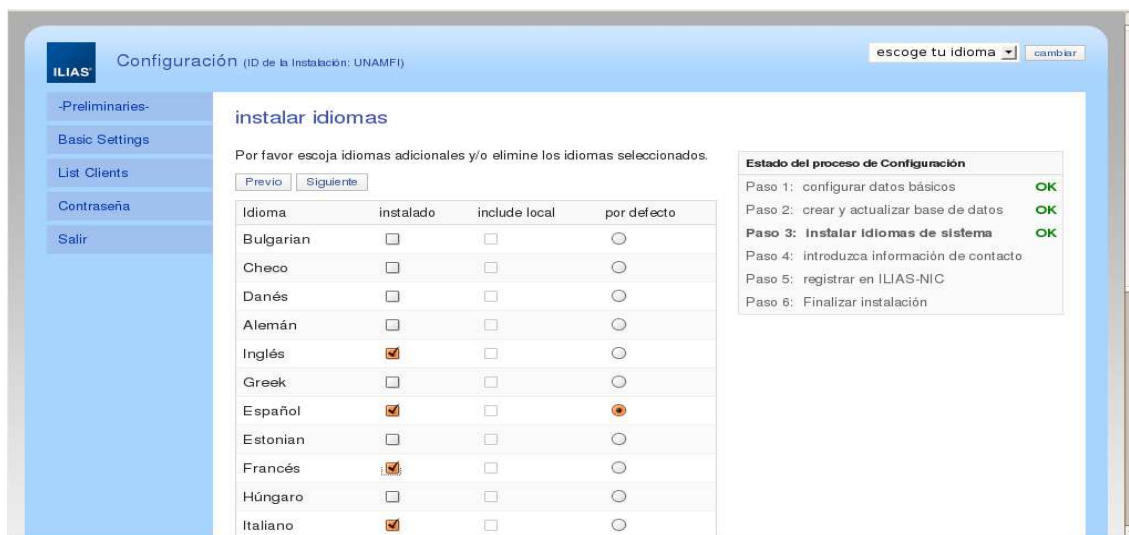 ILIAS
Configuración (ID de la Instalación: UNAMFI)
escoge tu idioma
cambiar
-Preliminaries-
Basic Settings
List Clients
Contraseña
Salir
instalar idiomas
Por favor escoja idiomas adicionales y/o elimine los idiomas seleccionados.
Previo Siguiente
Idioma instalado include local por defecto
Bulgarian
Checo
Danés
Alemán
Inglés
Greek
Español
Estonian
Francés
Húngaro
Italiano
Estado del proceso de Configuración
Paso 1: configurar datos básicos OK
Paso 2: crear y actualizar base de datos OK
Paso 3: instalar idiomas de sistema OK
Paso 4: introduzca información de contacto
Paso 5: registrar en ILIAS-NIC
Paso 6: Finalizar instalación